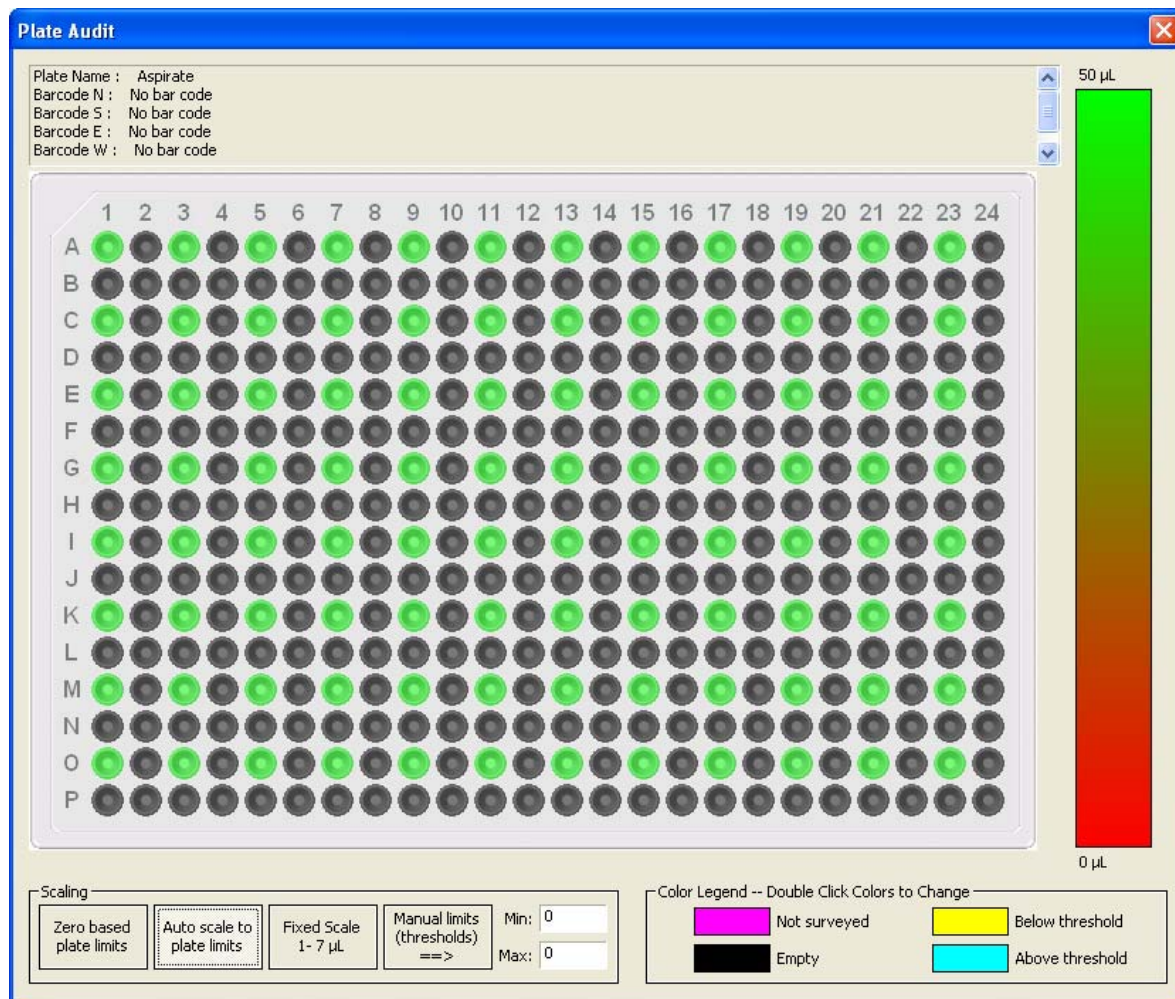 Plate Audit
Plate Name : Aspirate
Barcode N : No bar code
Barcode S : No bar code
Barcode E : No bar code
Barcode W : No bar code
50 µL
1 2 3 4 5 6 7 8 9 10 11 12 13 14 15 16 17 18 19 20 21 22 23 24
A
B
C
D
E
F
G
H
I
J
K
L
M
N
O
P
0 µL
Scaling
Zero based
plate limits
Auto scale to
plate limits
Fixed Scale
1- 7 µL
Manual limits
(thresholds)
==>
Min: 0
Max: 0
Color Legend -- Double Click Colors to Change
Not surveyed
Below threshold
Empty
Above threshold